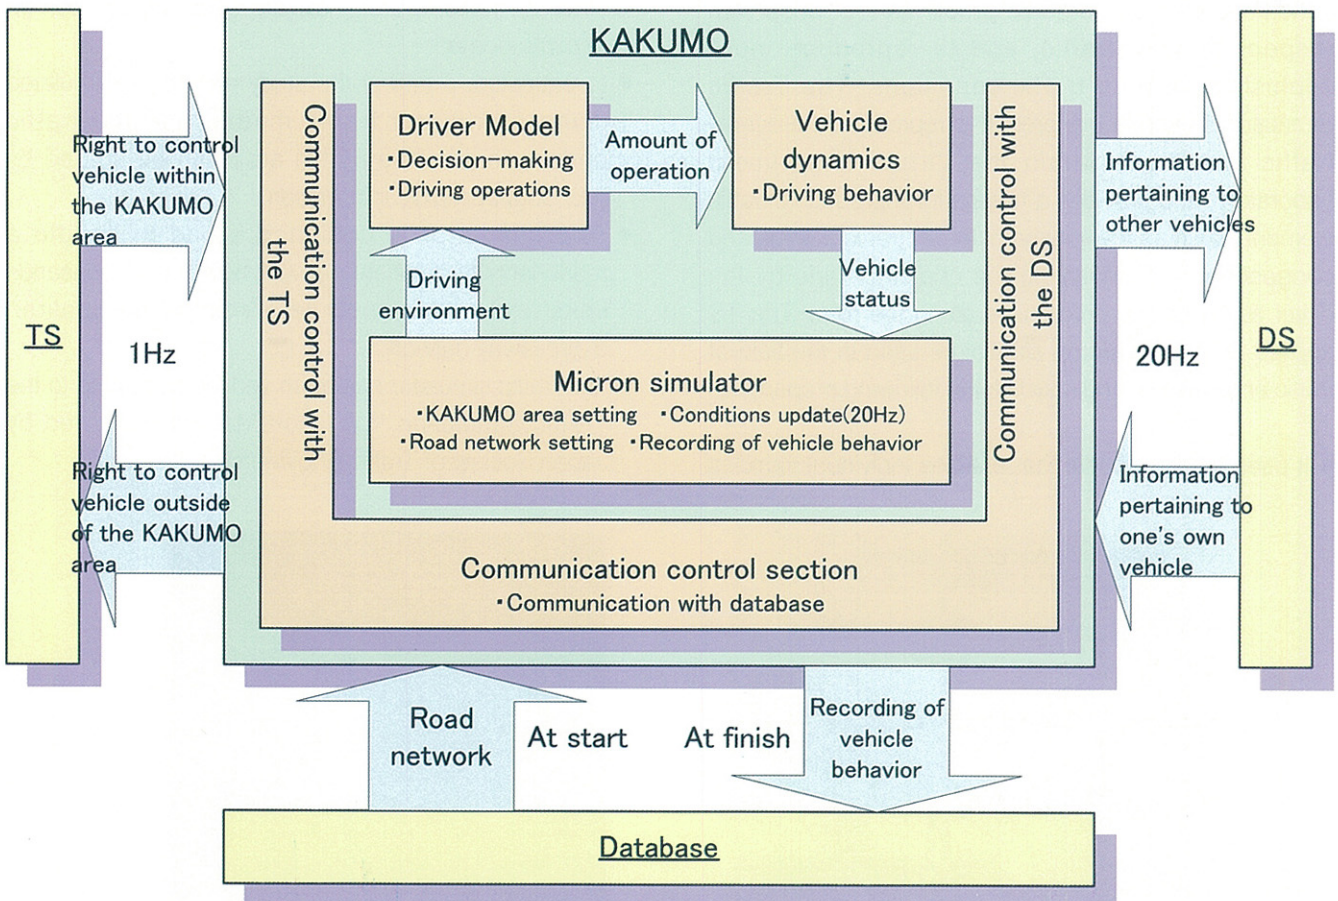 KAKUMO
TS
Right to control
vehicle within
the KAKUMO
area
1Hz
Right to control
vehicle outside
of the KAKUMO
area
Communication control with
the TS
Driver Model
・Decision-making
・Driving operations
Amount of
operation
Vehicle
dynamics
・Driving behavior
Driving
environment
Vehicle
status
Micron simulator
・KAKUMO area setting ・Conditions update(20Hz)
・Road network setting ・Recording of vehicle behavior
Communication control with
the DS
Communication control section
・Communication with database
Information
pertaining to
other vehicles
20Hz
Information
pertaining to
one's own
vehicle
DS
Road
network
At start
At finish
Recording of
vehicle
behavior
Database